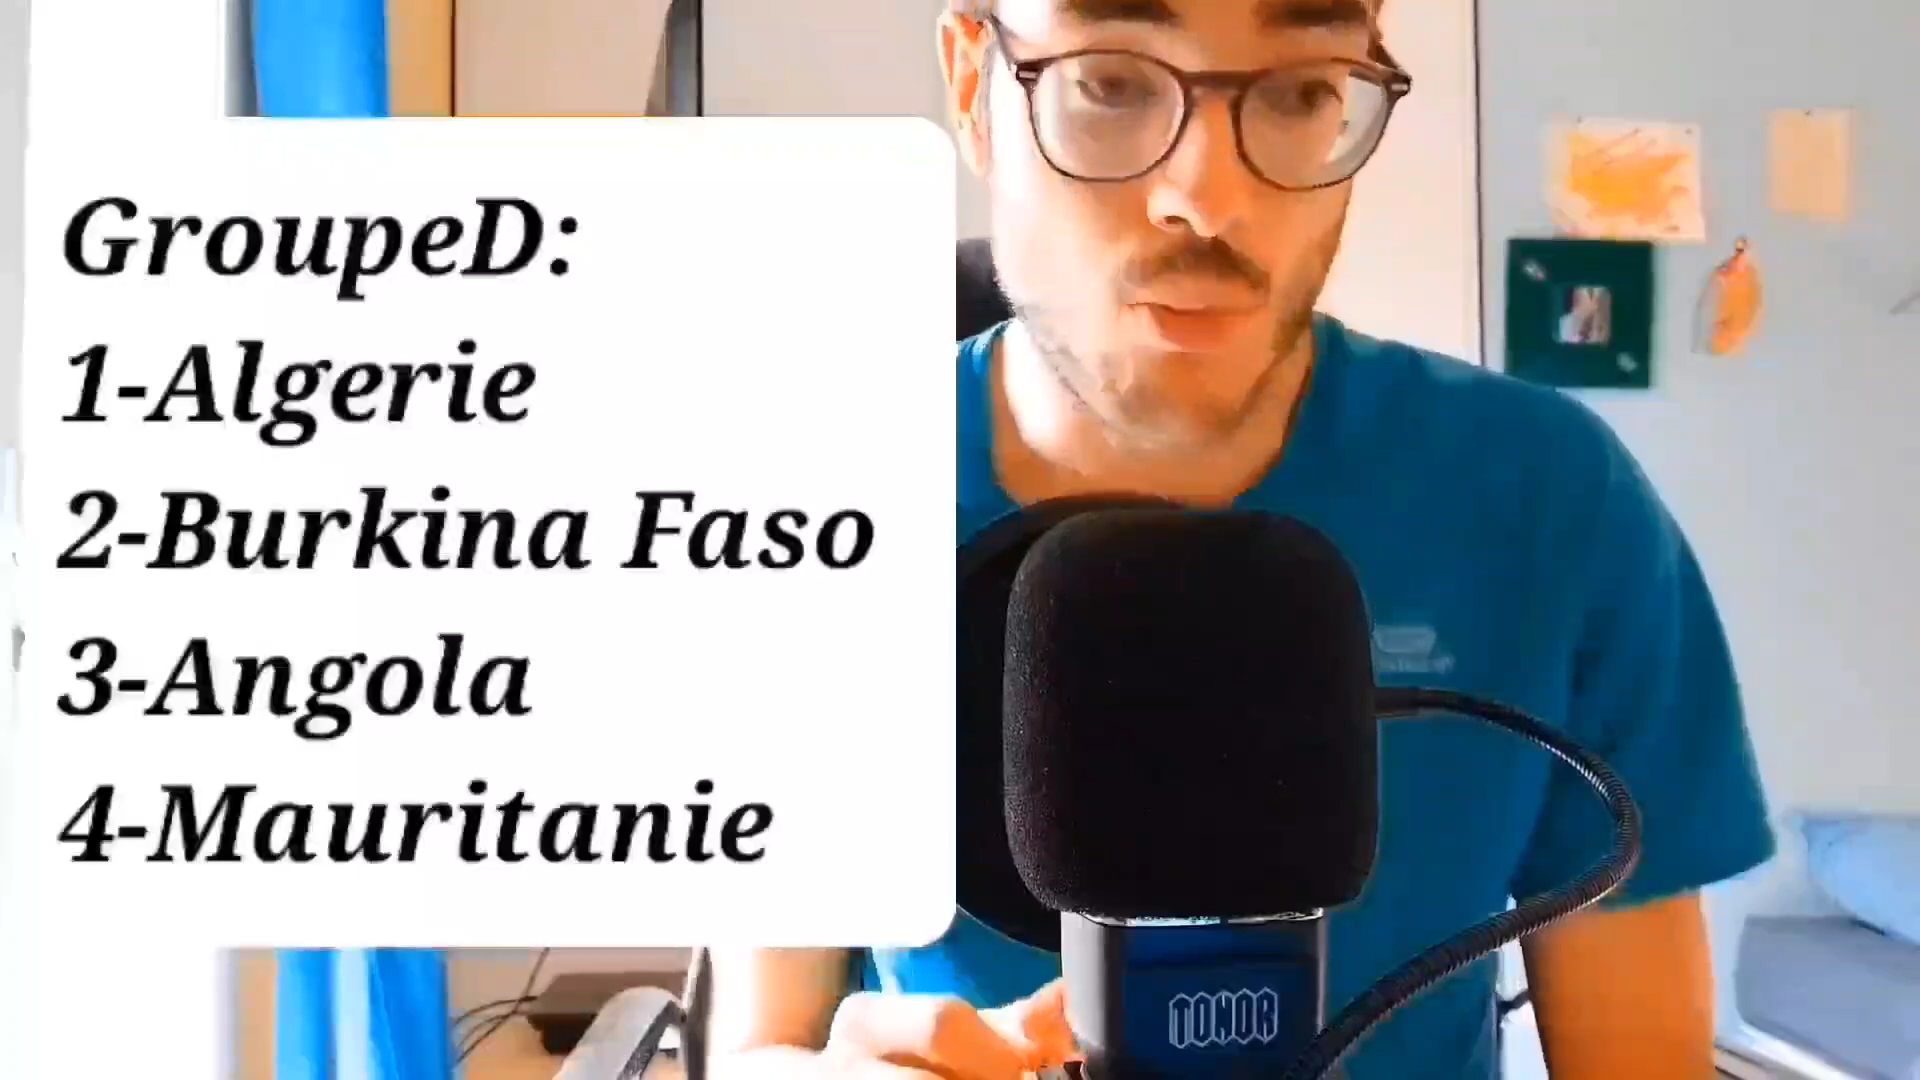 GroupeD:
1-Algerie
2-Burkina Faso
3-Angola
4-Mauritanie
TONOR